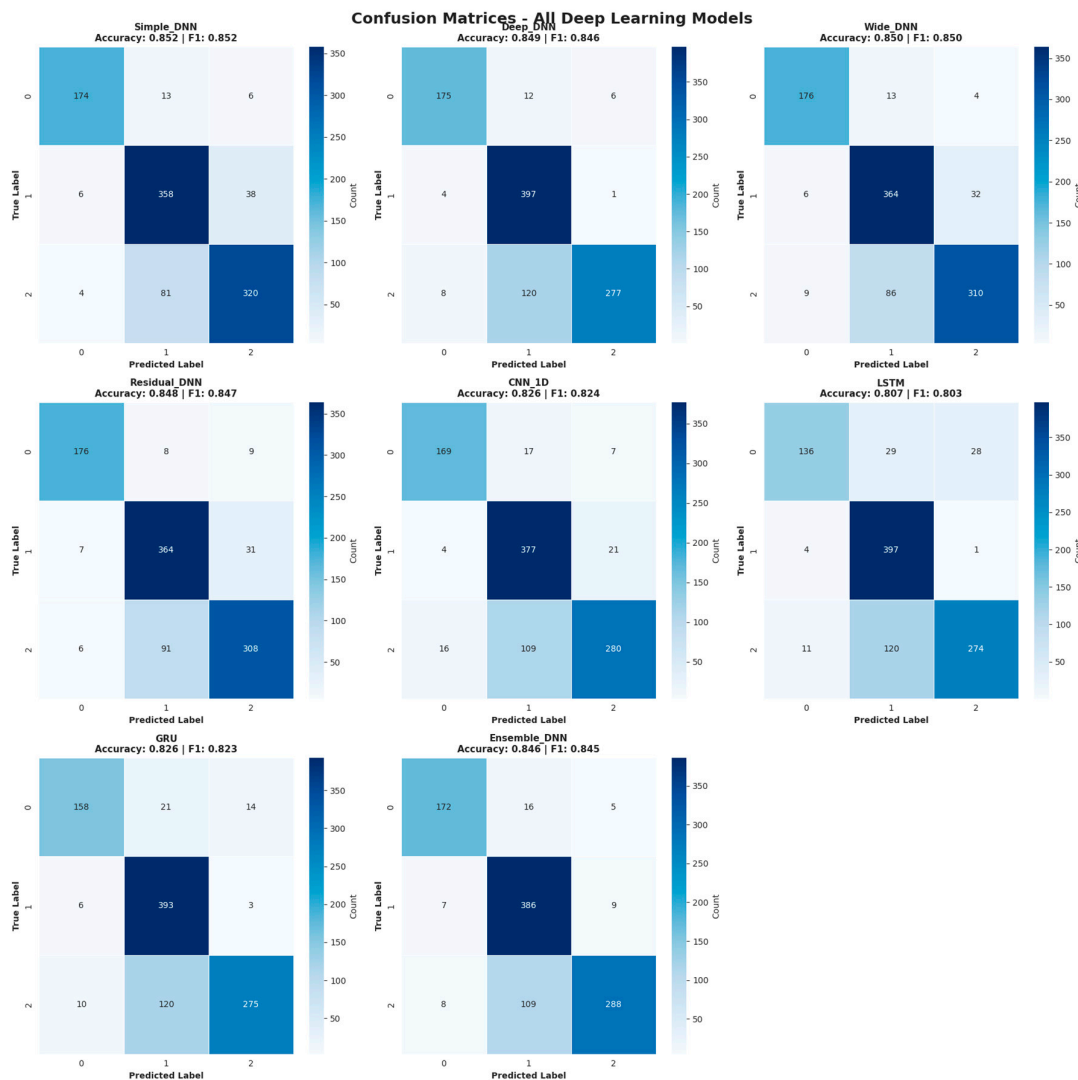 Confusion Matrices - All Deep Learning Models
Simple_DNN
Accuracy: 0.852 | F1: 0.852
0 174 13 6
1 6 358 38
2 4 81 320
0 1 2
True Label
Predicted Label
350
300
250
200
150
100
50
Count
Deep_DNN
Accuracy: 0.849 | F1: 0.846
175 12 6
4 397 1
8 120 277
0
1
2
0 1 2
True Label
Predicted Label
350
300
250
200
150
100
50
Count
Wide_DNN
Accuracy: 0.850 | F1: 0.850
0 176 13 4
1 6 364 32
2 9 86 310
0 1 2
True Label
Predicted Label
350
300
250
200
150
100
50
Count
Residual_DNN
Accuracy: 0.848 | F1: 0.847
0 176 8 9
1 7 364 31
2 6 91 308
0 1 2
True Label
Predicted Label
350
300
250
200
150
100
50
Count
CNN_1D
Accuracy: 0.826 | F1: 0.824
0 169 17 7
1 4 377 21
2 16 109 280
0 1 2
True Label
Predicted Label
350
300
250
200
150
100
50
Count
LSTM
Accuracy: 0.807 | F1: 0.803
0 136 29 28
1 4 397 1
2 11 120 274
0 1 2
True Label
Predicted Label
350
300
250
200
150
100
50
Count
GRU
Accuracy: 0.826 | F1: 0.823
0 158 21 14
1 6 393 3
2 10 120 275
0 1 2
True Label
Predicted Label
350
300
250
200
150
100
50
Count
Ensemble_DNN
Accuracy: 0.846 | F1: 0.845
0 172 16 5
1 7 386 9
2 8 109 288
0 1 2
True Label
Predicted Label
350
300
250
200
150
100
50
Count